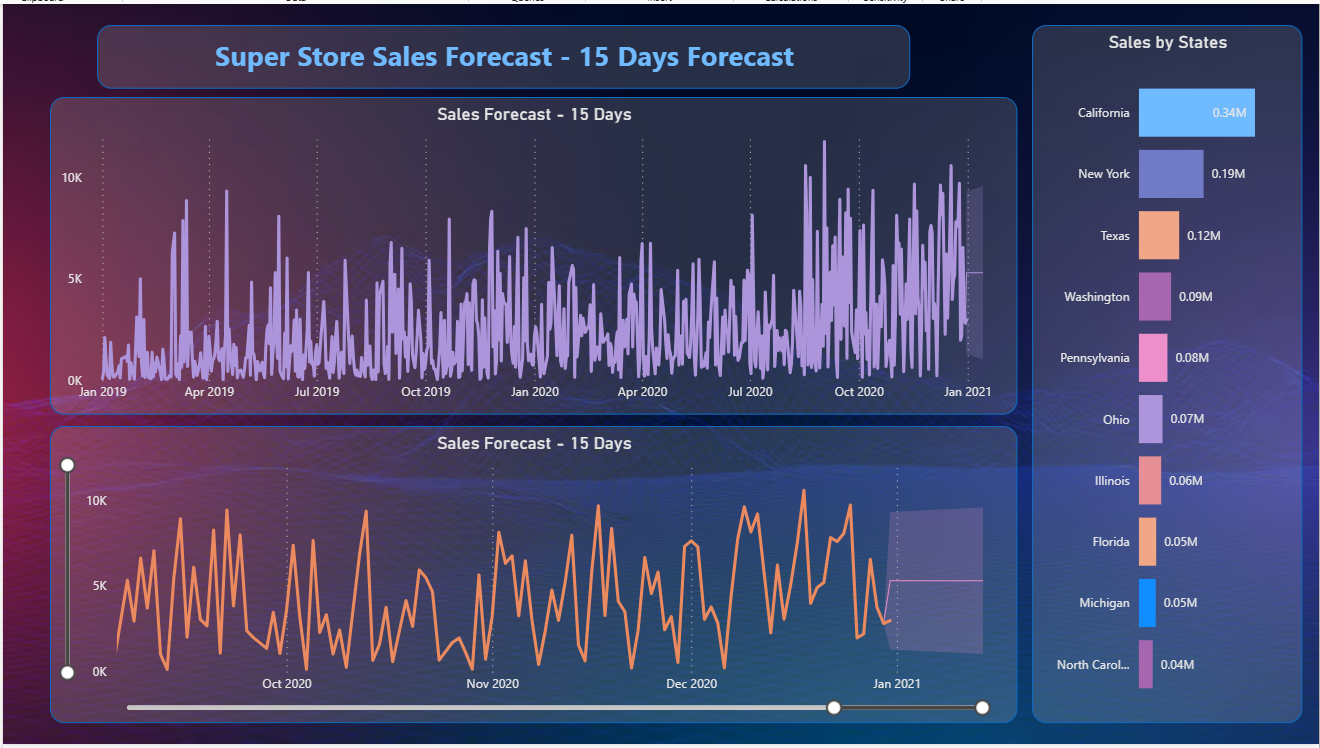 Super Store Sales Forecast - 15 Days Forecast
Sales Forecast - 15 Days
10K
5K
0K
Jan 2019 Apr 2019 Jul 2019 Oct 2019 Jan 2020 Apr 2020 Jul 2020 Oct 2020 Jan 2021
Sales Forecast - 15 Days
10K
5K
0K
Oct 2020 Nov 2020 Dec 2020 Jan 2021
Sales by States
California 0.34M
New York 0.19M
Texas 0.12M
Washington 0.09M
Pennsylvania 0.08M
Ohio 0.07M
Illinois 0.06M
Florida 0.05M
Michigan 0.05M
North Carol... 0.04M